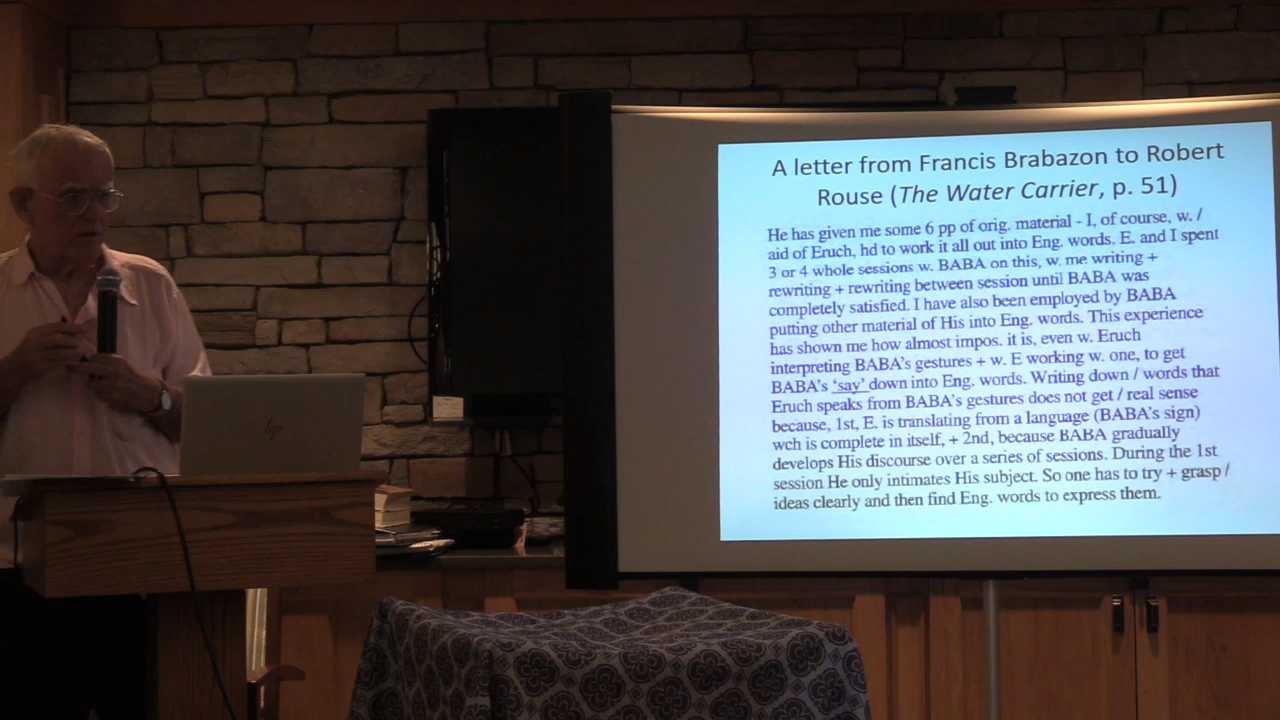 A letter from Francis Brabazon to Robert
Rouse (The Water Carrier, p. 51)
He has given me some 6 pp of orig. material - I, of course, w. /
aid of Eruch, hd to work it all out into Eng. words. E. and I spent
3 or 4 whole sessions w. BABA on this, w. me writing +
rewriting + rewriting between session until BABA was
completely satisfied. I have also been employed by BABA
putting other material of His into Eng. words. This experience
has shown me how almost impos. it is, even w. Eruch
interpreting BABA's gestures + w. E working w. one, to get
BABA's 'say' down into Eng. words. Writing down / words that
Eruch speaks from BABA's gestures does not get / real sense
because, 1st, E. is translating from a language (BABA's sign)
wch is complete in itself, + 2nd, because BABA gradually
develops His discourse over a series of sessions. During the 1st
session He only intimates His subject. So one has to try + grasp /
ideas clearly and then find Eng. words to express them.
hp